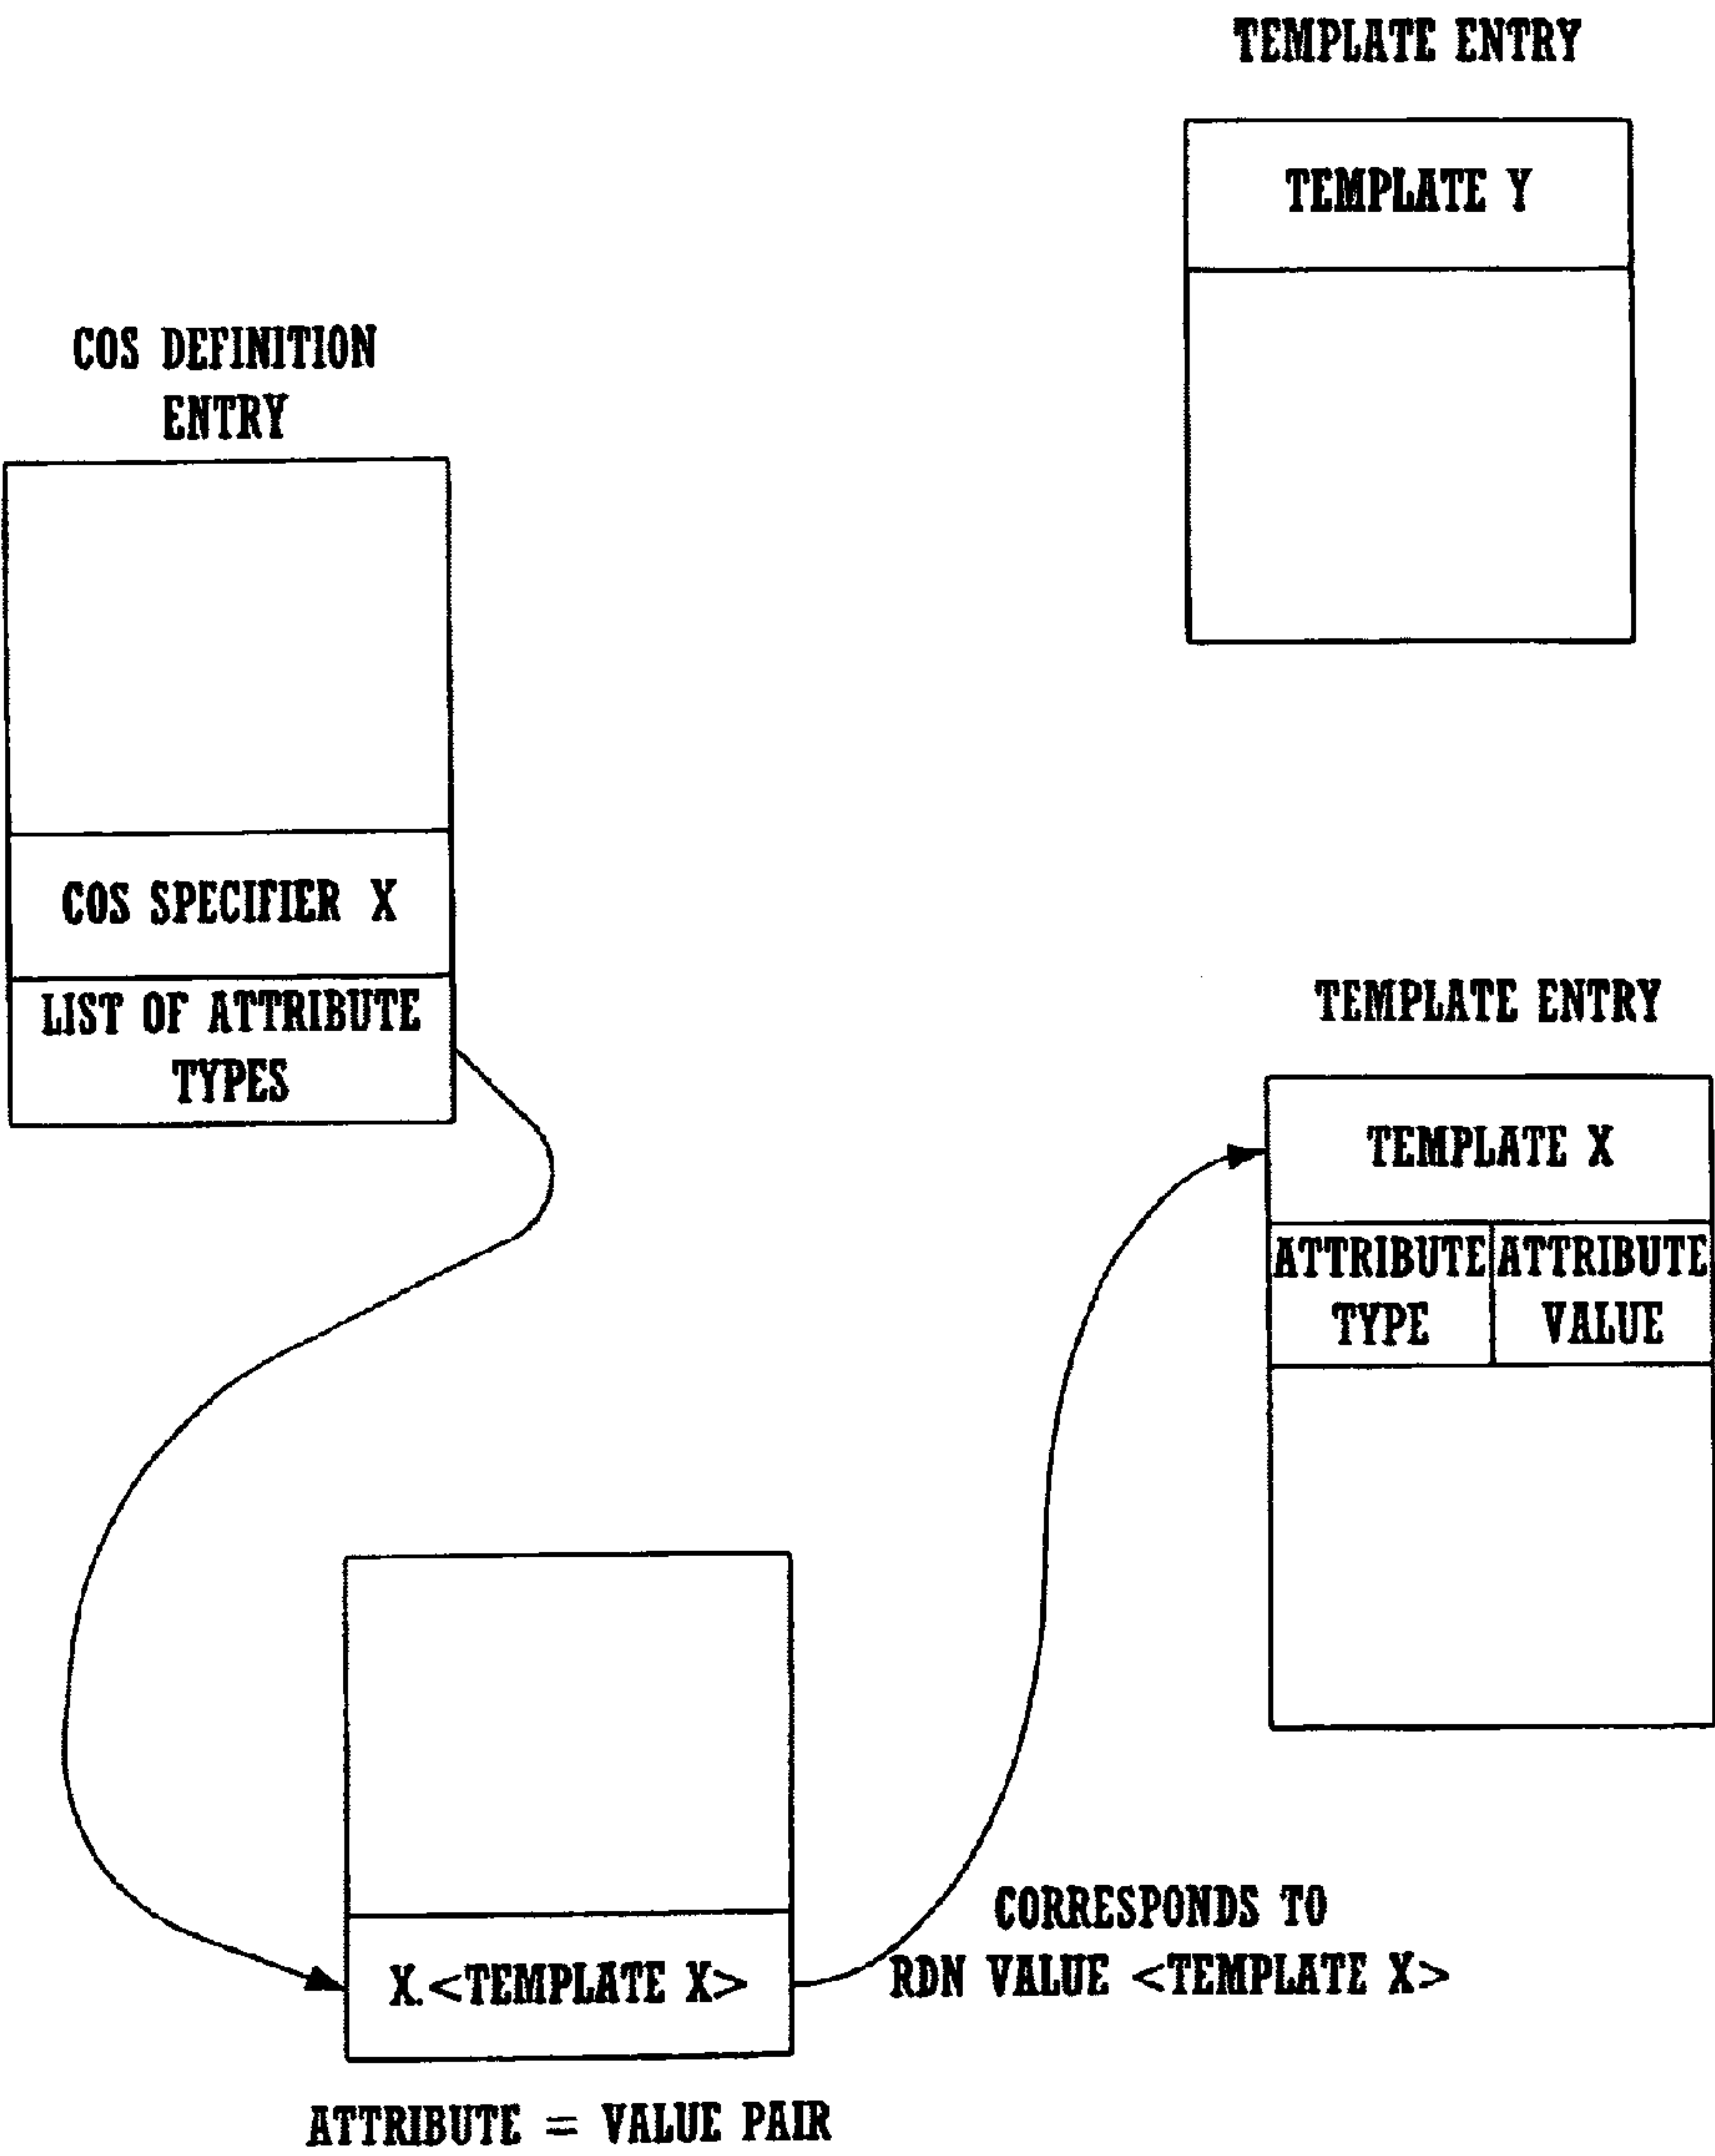 TEMPLATE ENTRY
TEMPLATE Y
COS DEFINITION
ENTRY
COS SPECIFIER X
LIST OF ATTRIBUTE
TYPES
TEMPLATE ENTRY
TEMPLATE X
ATTRIBUTE
TYPE
ATTRIBUTE
VALUE
X.<TEMPLATE X>
CORRESPONDS TO
RDN VALUE <TEMPLATE X>
ATTRIBUTE = VALUE PAIR